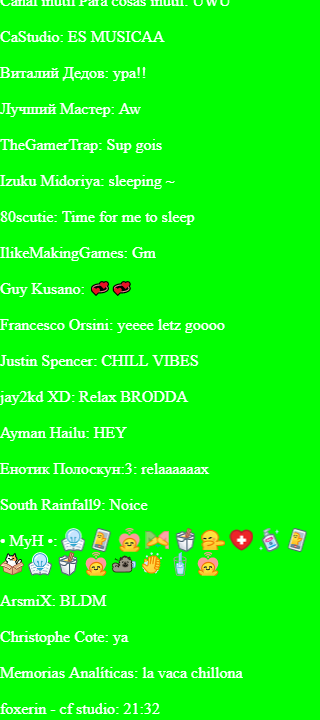 Canal inutil Para cosas inutil: UWU
CaStudio: ES MUSICAA
Виталий Дедов: ура!!
Лучший Мастер: Aw
TheGamerTrap: Sup gois
Izuku Midoriya: sleeping ~
80scutie: Time for me to sleep
IlikeMakingGames: Gm
Guy Kusano:
Francesco Orsini: yeeee letz goooo
Justin Spencer: CHILL VIBES
jay2kd XD: Relax BRODDA
Ayman Hailu: HEY
Енотик Полоскун:3: relaaaaaax
South Rainfall9: Noice
• MyH •:
ArsmiX: BLDM
Christophe Cote: ya
Memorias Analíticas: la vaca chillona
foxerin - cf studio: 21:32